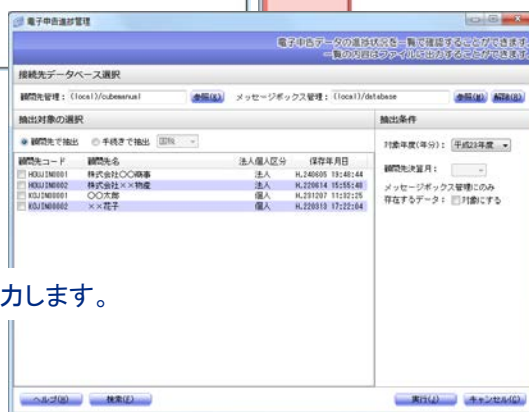 電子申告進捗管理
電子申告データの進捗状況を一覧で確認することができます。
一覧の内容はファイルに出力することができます。
接続先データベース選択
顧問先管理： (local)/cubemanual 参照(K) メッセージボックス管理： (local)/database 参照(M) 解除(R)
抽出対象の選択 抽出条件
顧問先で抽出 手続きで抽出 国税 対象年度(年分)： 平成23年度
顧問先コード 顧問先名 法人個人区分 保存年月日 顧問先決算月：
HOUJIN0001 株式会社〇〇商事 法人 H.240605 19:48:44
HOUJIN0002 株式会社××物産 法人 H.220614 15:55:48
KOJIN00001 〇〇太郎 個人 H.231207 11:32:25
KOJIN00002 ××花子 個人 H.220310 17:22:04
メッセージボックス管理にのみ
存在するデータ： 対象にする
力します。
ヘルプ(H) 検索(F) 実行(J) キャンセル(C)